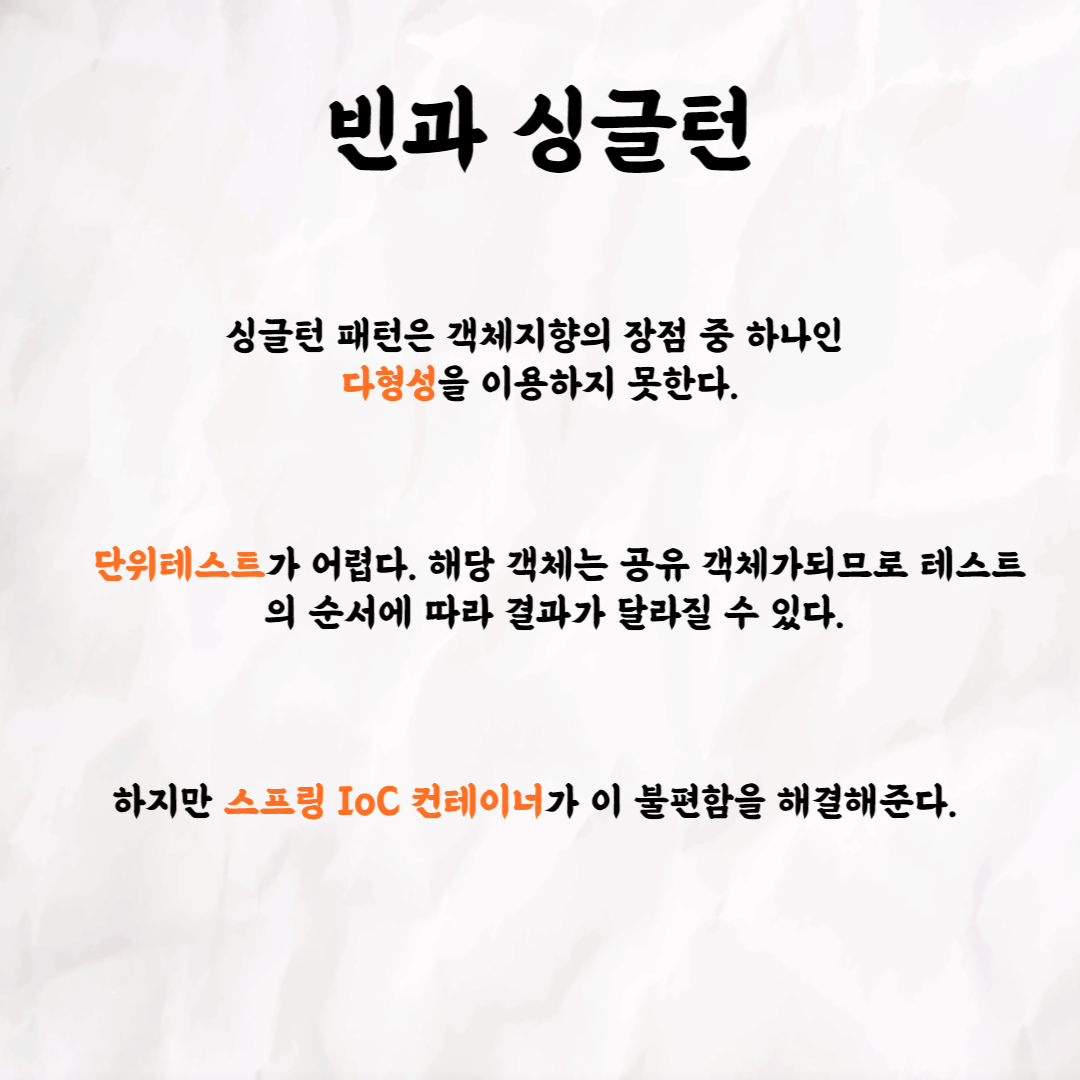 빈과 싱글턴
싱글턴 패턴은 객체지향의 장점 중 하나인
다형성을 이용하지 못한다.
단위테스트가 어렵다. 해당 객체는 공유 객체가되므로 테스트
의 순서에 따라 결과가 달라질 수 있다.
하지만 스프링 IoC 컨테이너가 이 불편함을 해결해준다.